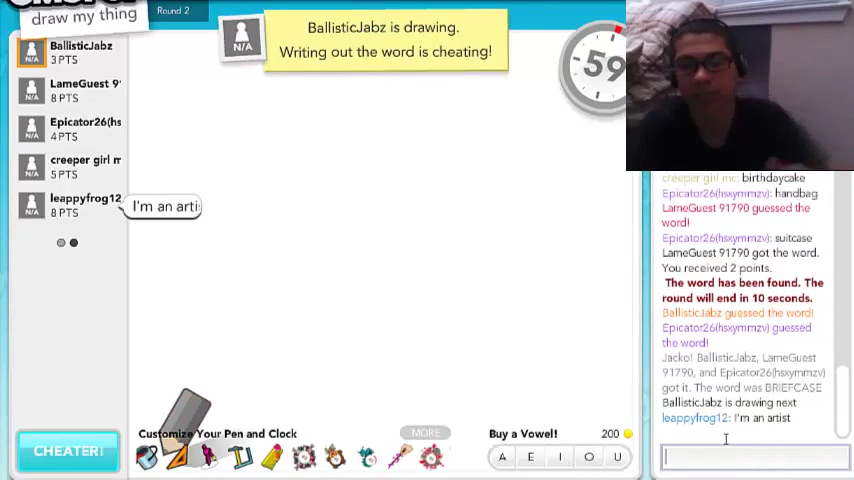 draw my thing
Round 2
N/A
BallisticJabz is drawing.
Writing out the word is cheating!
59
N/A
BallisticJabz
3 PTS
N/A
LameGuest 9
8 PTS
N/A
Epicator26(hs
4 PTS
N/A
creeper girl m
5 PTS
N/A
leappyfrog12
8 PTS
I'm an arti
creeper girl mc: birthdaycake
Epicator26(hsxymmzv): handbag
LameGuest 91790 guessed the
word!
Epicator26(hsxymmzv): suitcase
LameGuest 91790 got the word.
You received 2 points.
The word has been found. The
round will end in 10 seconds.
BallisticJabz guessed the word!
Epicator26(hsxymmzv) guessed
the word!
Jacko! BallisticJabz, LameGuest
91790, and Epicator26(hsxymmzv)
got it. The word was BRIEFCASE
BallisticJabz is drawing next
leappyfrog12: I'm an artist
CHEATER!
Customize Your Pen and Clock
MORE
Buy a Vowel!
200
A E I O U